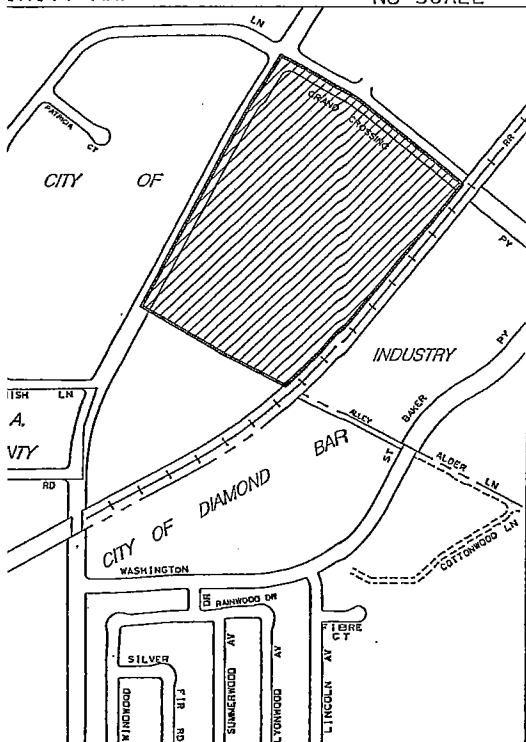 NO SCALE
LN
PATRICIA CT
GRAND CROSSING
RR
CITY OF
PY
INDUSTRY
PY
LN
A.
NTY
ALLEY
BAKER
ST
ALDER LN
BAR
RD
DIAMOND
CITY OF
COTTONWOOD LN
WASHINGTON
DR
RAINWOOD DR
FIBRE CT
SILVER
FIR RD
WINDWOOD
SUMMERWOOD AV
LYONWOOD AV
LINCOLN AV